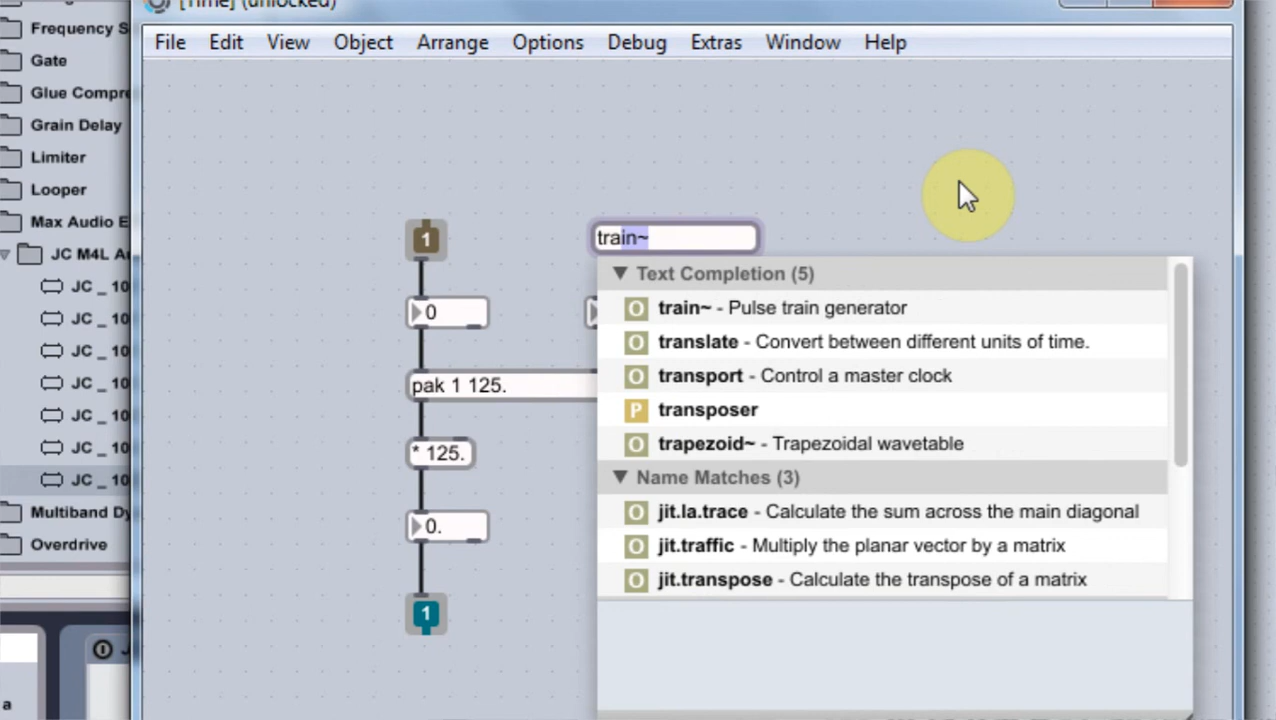 [Time] (unlocked)
File Edit View Object Arrange Options Debug Extras Window Help
Frequency S
Gate
Glue Compre
Grain Delay
Limiter
Looper
Max Audio E
JC M4L Au
JC _ 10
JC _ 10
JC _ 10
JC _ 10
JC _ 10
JC _ 10
JC _ 10
Multiband Dy
Overdrive
a
1
0
pak 1 125.
* 125.
0.
1
train~
Text Completion (5)
train~ - Pulse train generator
translate - Convert between different units of time.
transport - Control a master clock
transposer
trapezoid~ - Trapezoidal wavetable
Name Matches (3)
jit.la.trace - Calculate the sum across the main diagonal
jit.traffic - Multiply the planar vector by a matrix
jit.transpose - Calculate the transpose of a matrix